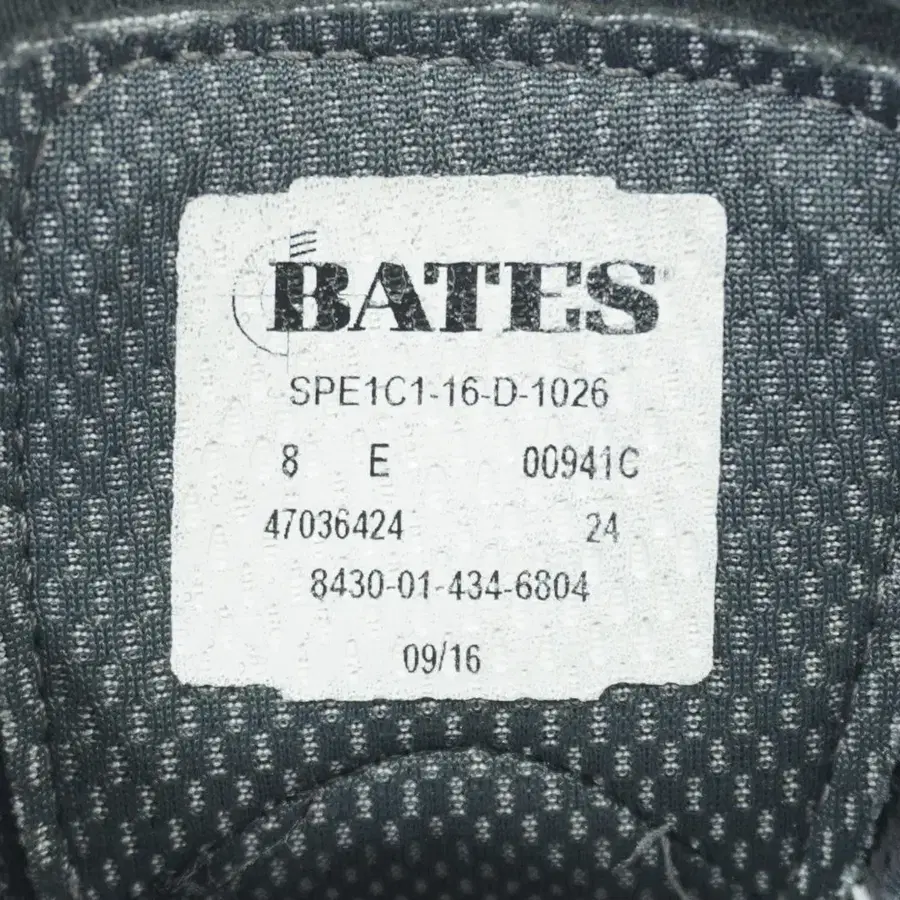 BATES
SPE1C1-16-D-1026
8 E 00941C
47036424 24
8430-01-434-6804
09/16